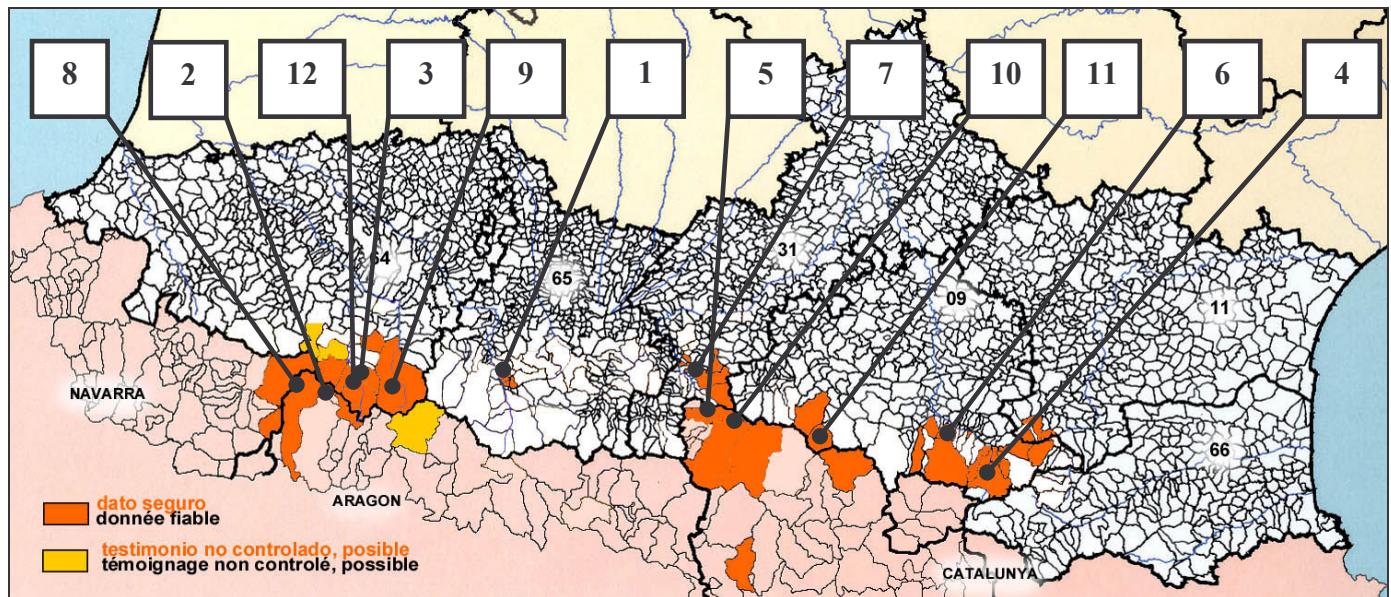 8 2 12 3 9 1 5 7 10 11 6 4
64
65
31
09
11
66
NAVARRA
ARAGON
CATALUNYA
dato seguro
donnée fiable
testimonio no controlado, posible
témoignage non contrôlé, possible